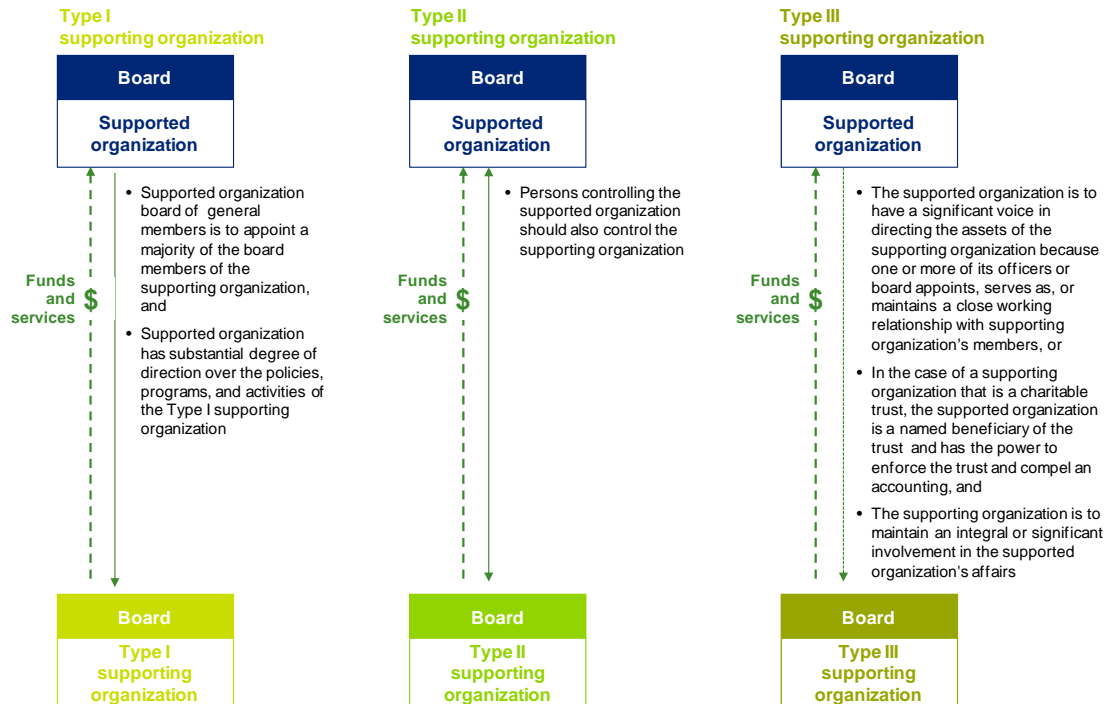 Type I
supporting organization
Board
Supported
organization
Funds
and
services
$
• Supported organization
board of general
members is to appoint a
majority of the board
members of the
supporting organization,
and
• Supported organization
has substantial degree of
direction over the policies,
programs, and activities of
the Type I supporting
organization
Board
Type I
supporting
organization
Type II
supporting organization
Board
Supported
organization
Funds
and
services
$
• Persons controlling the
supported organization
should also control the
supporting organization
Board
Type II
supporting
organization
Type III
supporting organization
Board
Supported
organization
Funds
and
services
$
• The supported organization is to
have a significant voice in
directing the assets of the
supporting organization because
one or more of its officers or
board appoints, serves as, or
maintains a close working
relationship with supporting
organization's members, or
• In the case of a supporting
organization that is a charitable
trust, the supported organization
is a named beneficiary of the
trust and has the power to
enforce the trust and compel an
accounting, and
• The supporting organization is to
maintain an integral or significant
involvement in the supported
organization's affairs
Board
Type III
supporting
organization